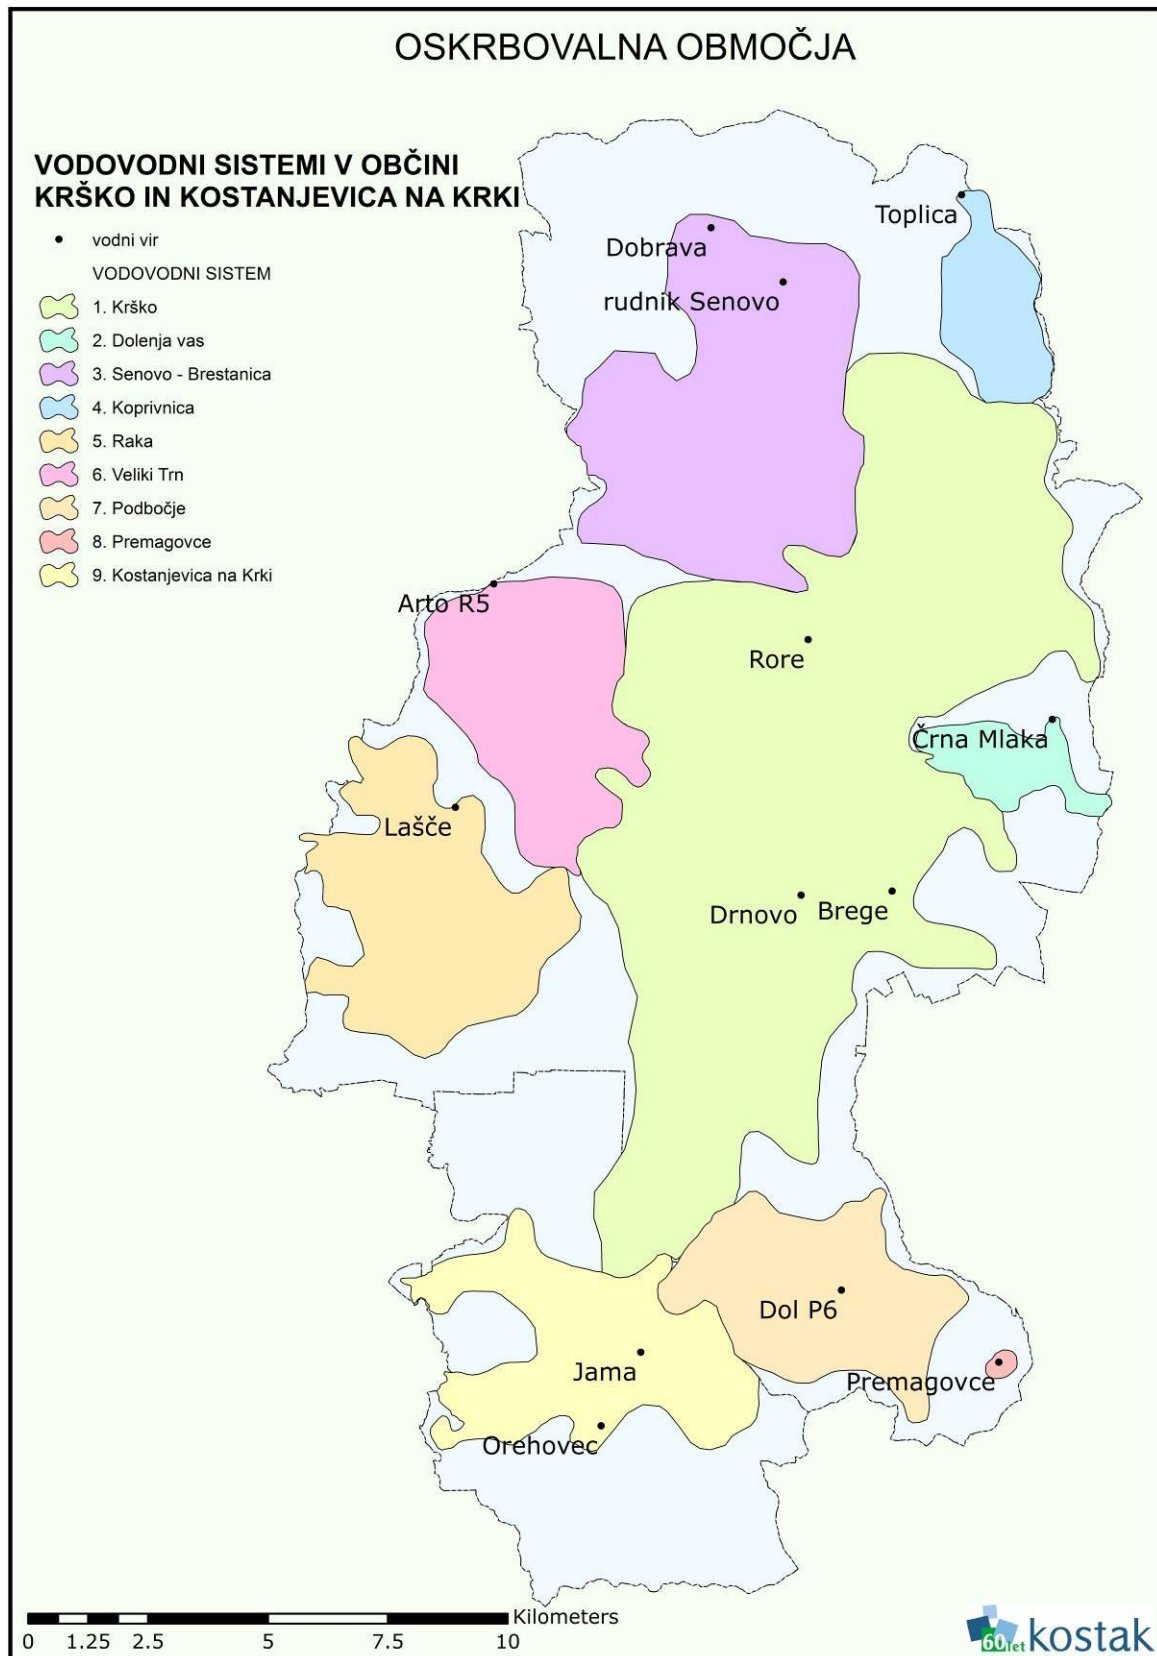 OSKRBOVALNA OBMOČJA
VODOVODNI SISTEMI V OBČINI
KRŠKO IN KOSTANJEVICA NA KRKI
vodni vir
VODOVODNI SISTEM
1. Krško
2. Dolenja vas
3. Senovo - Brestanica
4. Koprivnica
5. Raka
6. Veliki Trn
7. Podbočje
8. Premagovce
9. Kostanjevica na Krki
Toplica
Dobrava
rudnik Senovo
Arto R5
Rore
Črna Mlaka
Lašče
Drnovo
Brege
Dol P6
Jama
Premagovce
Orehovec
Kilometers
0 1.25 2.5 5 7.5 10
60 let kostak